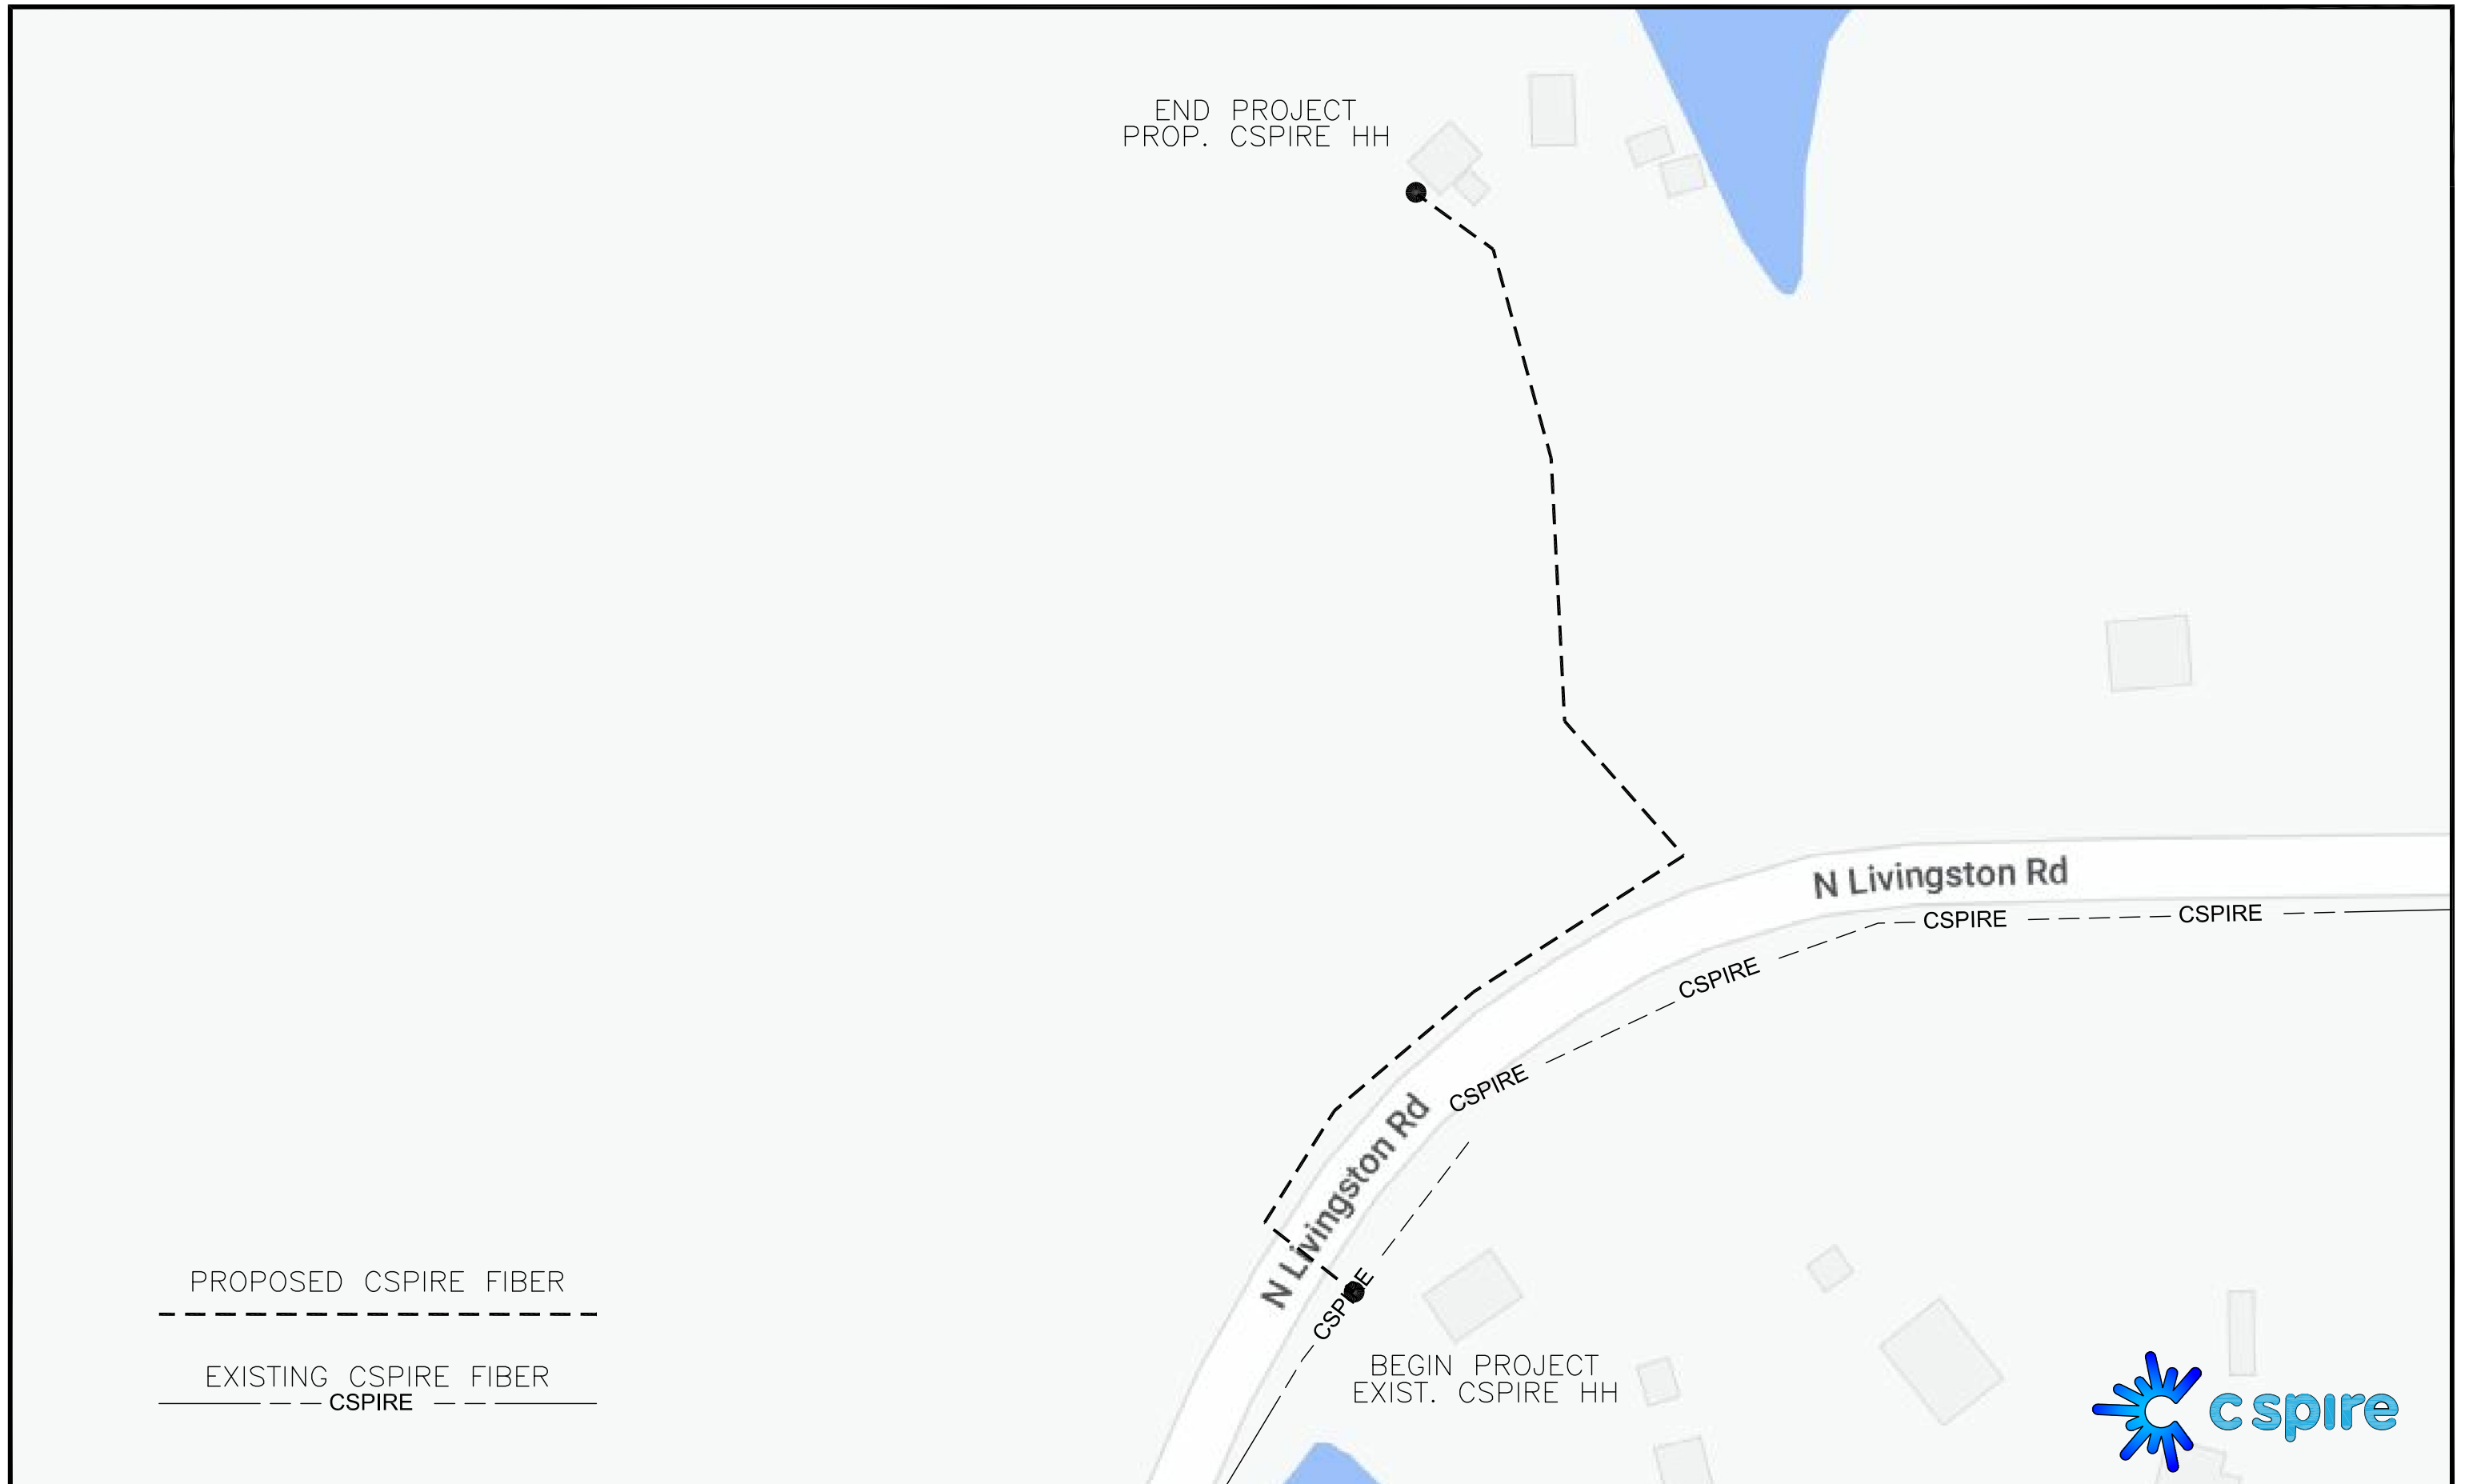 END PROJECT
PROP. CSPIRE HH
N Livingston Rd
CSPIRE
CSPIRE
CSPIRE
CSPIRE
N Livingston Rd
CSPIRE
PROPOSED CSPIRE FIBER
EXISTING CSPIRE FIBER
CSPIRE
BEGIN PROJECT
EXIST. CSPIRE HH
c spire